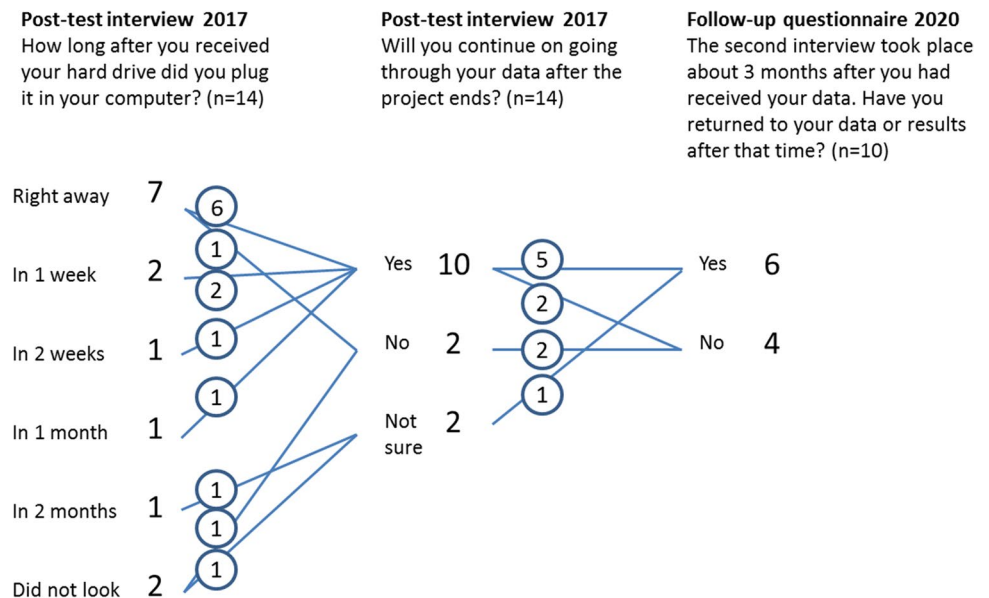 Post-test interview 2017
How long after you received
your hard drive did you plug
it in your computer? (n=14)
Post-test interview 2017
Will you continue on going
through your data after the
project ends? (n=14)
Follow-up questionnaire 2020
The second interview took place
about 3 months after you had
received your data. Have you
returned to your data or results
after that time? (n=10)
Right away 7
In 1 week 2
In 2 weeks 1
In 1 month 1
In 2 months 1
Did not look 2
6
1
2
1
1
1
1
1
Yes 10
No 2
Not
sure 2
5
2
2
1
Yes 6
No 4